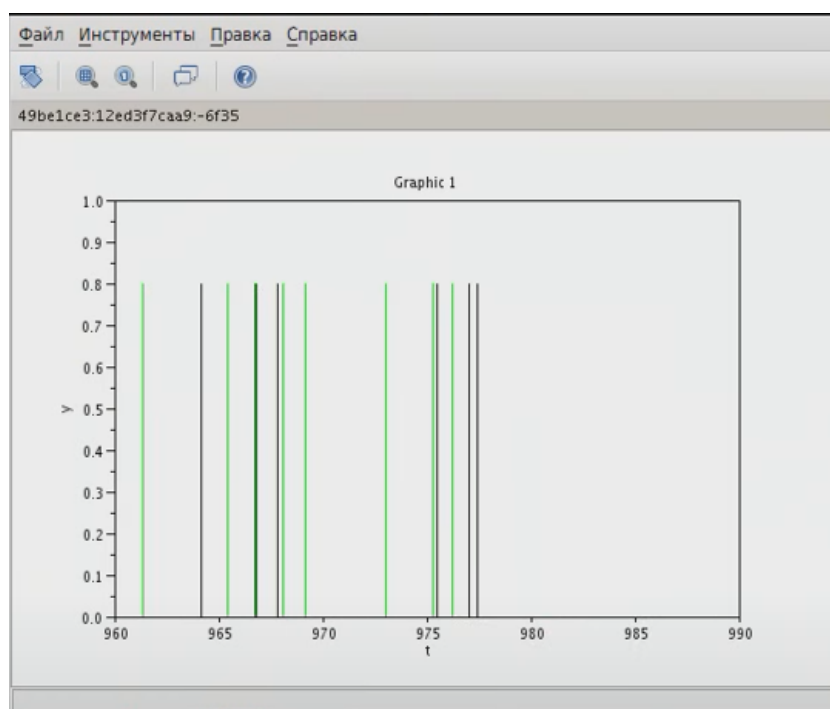 Файл Инструменты Правка Справка
49be1ce3:12ed3f7caa9:-6f35
Graphic 1
1.0
0.9
0.8
0.7
0.6
y 0.5
0.4
0.3
0.2
0.1
0.0
960 965 970 975 980 985 990
t